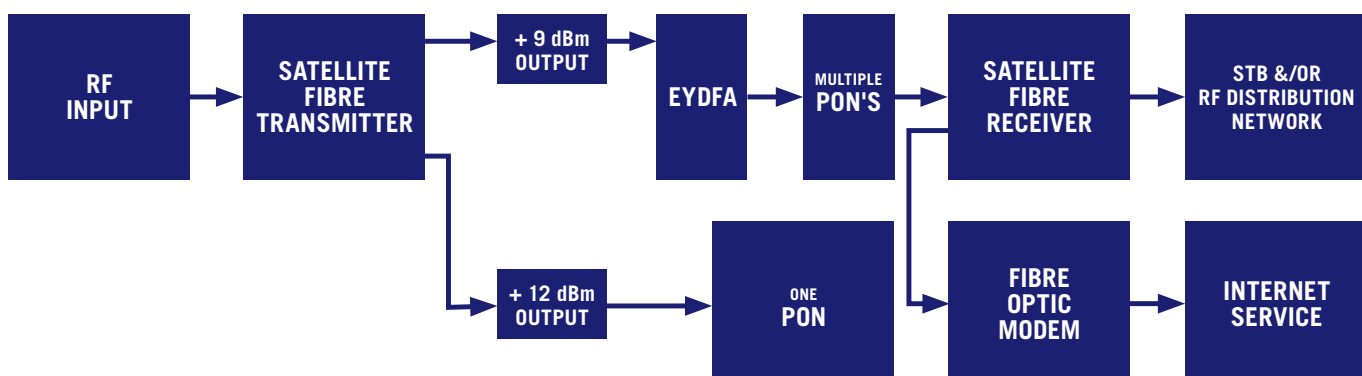 RF
INPUT
SATELLITE
FIBRE
TRANSMITTER
+ 9 dBm
OUTPUT
EYDFA
MULTIPLE
PON'S
SATELLITE
FIBRE
RECEIVER
STB &/OR
RF DISTRIBUTION
NETWORK
+ 12 dBm
OUTPUT
ONE
PON
FIBRE
OPTIC
MODEM
INTERNET
SERVICE